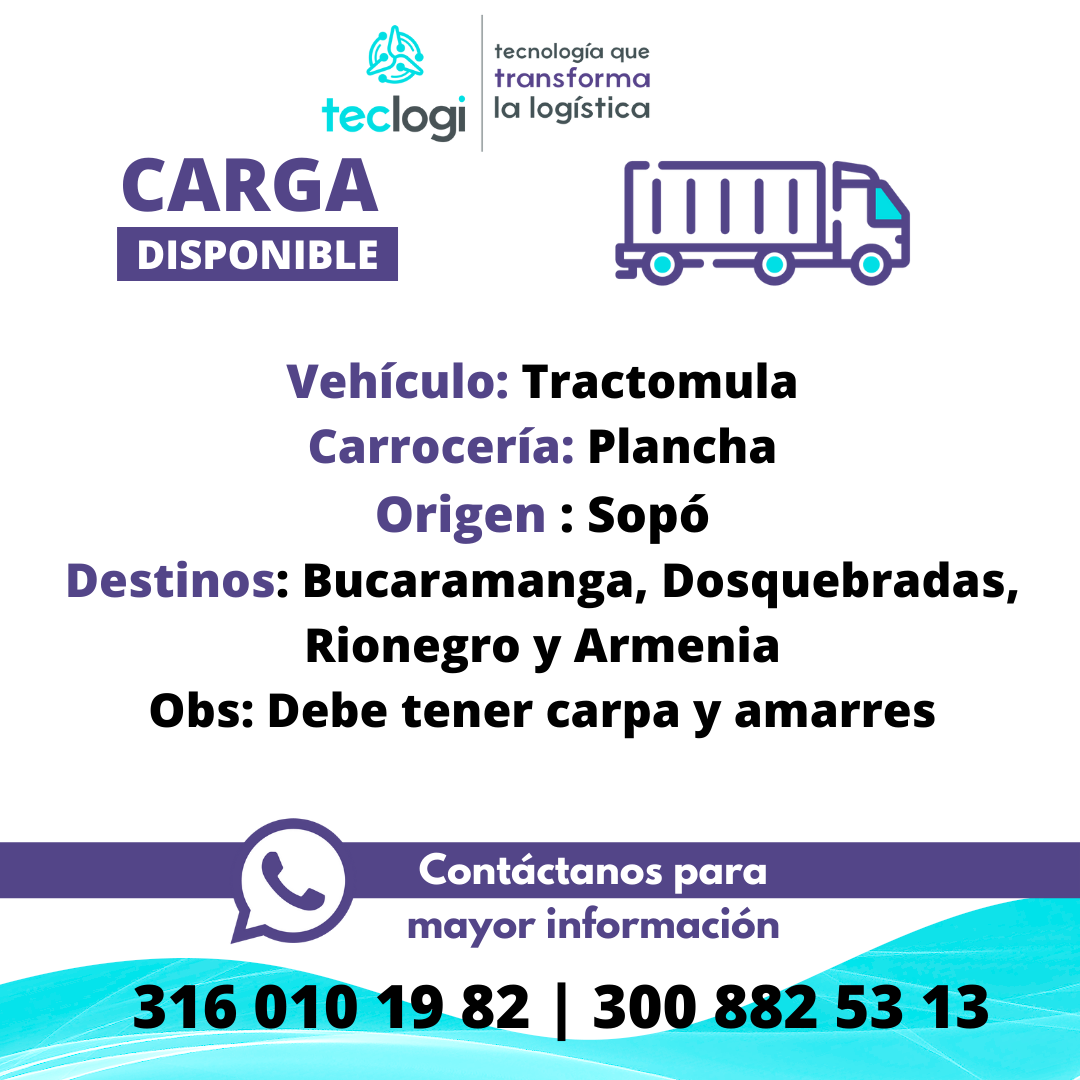 teclogi
tecnología que
transforma
la logística
CARGA
DISPONIBLE
Vehículo: Tractomula
Carrocería: Plancha
Origen : Sopó
Destinos: Bucaramanga, Dosquebradas,
Rionegro y Armenia
Obs: Debe tener carpa y amarres
Contáctanos para
mayor información
316 010 19 82 | 300 882 53 13